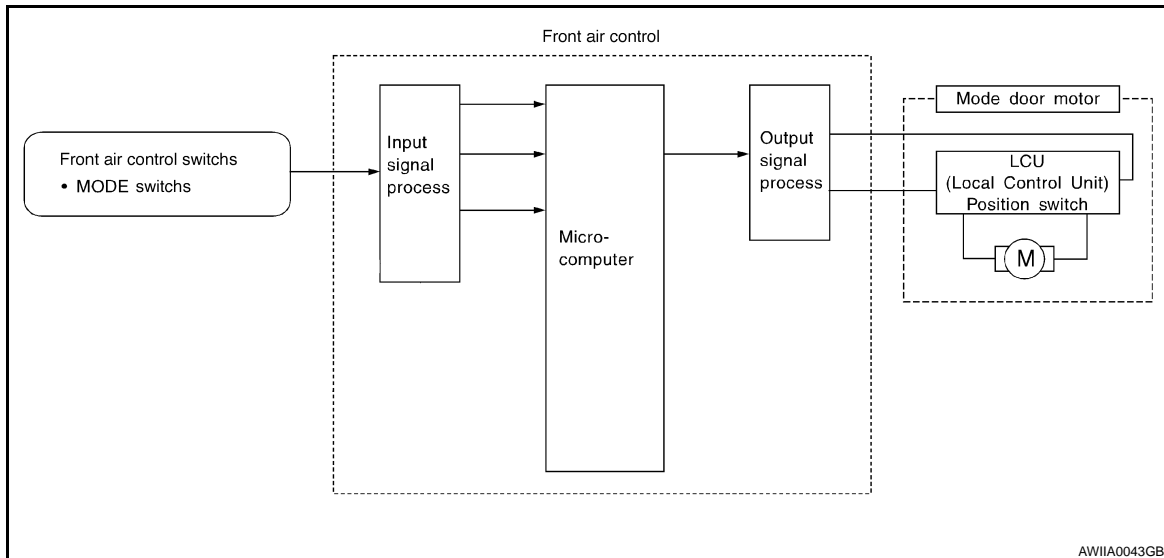 Front air control
Front air control switchs
• MODE switchs
Input
signal
process
Micro-
computer
Output
signal
process
Mode door motor
LCU
(Local Control Unit)
Position switch
M
AWIIA0043GB